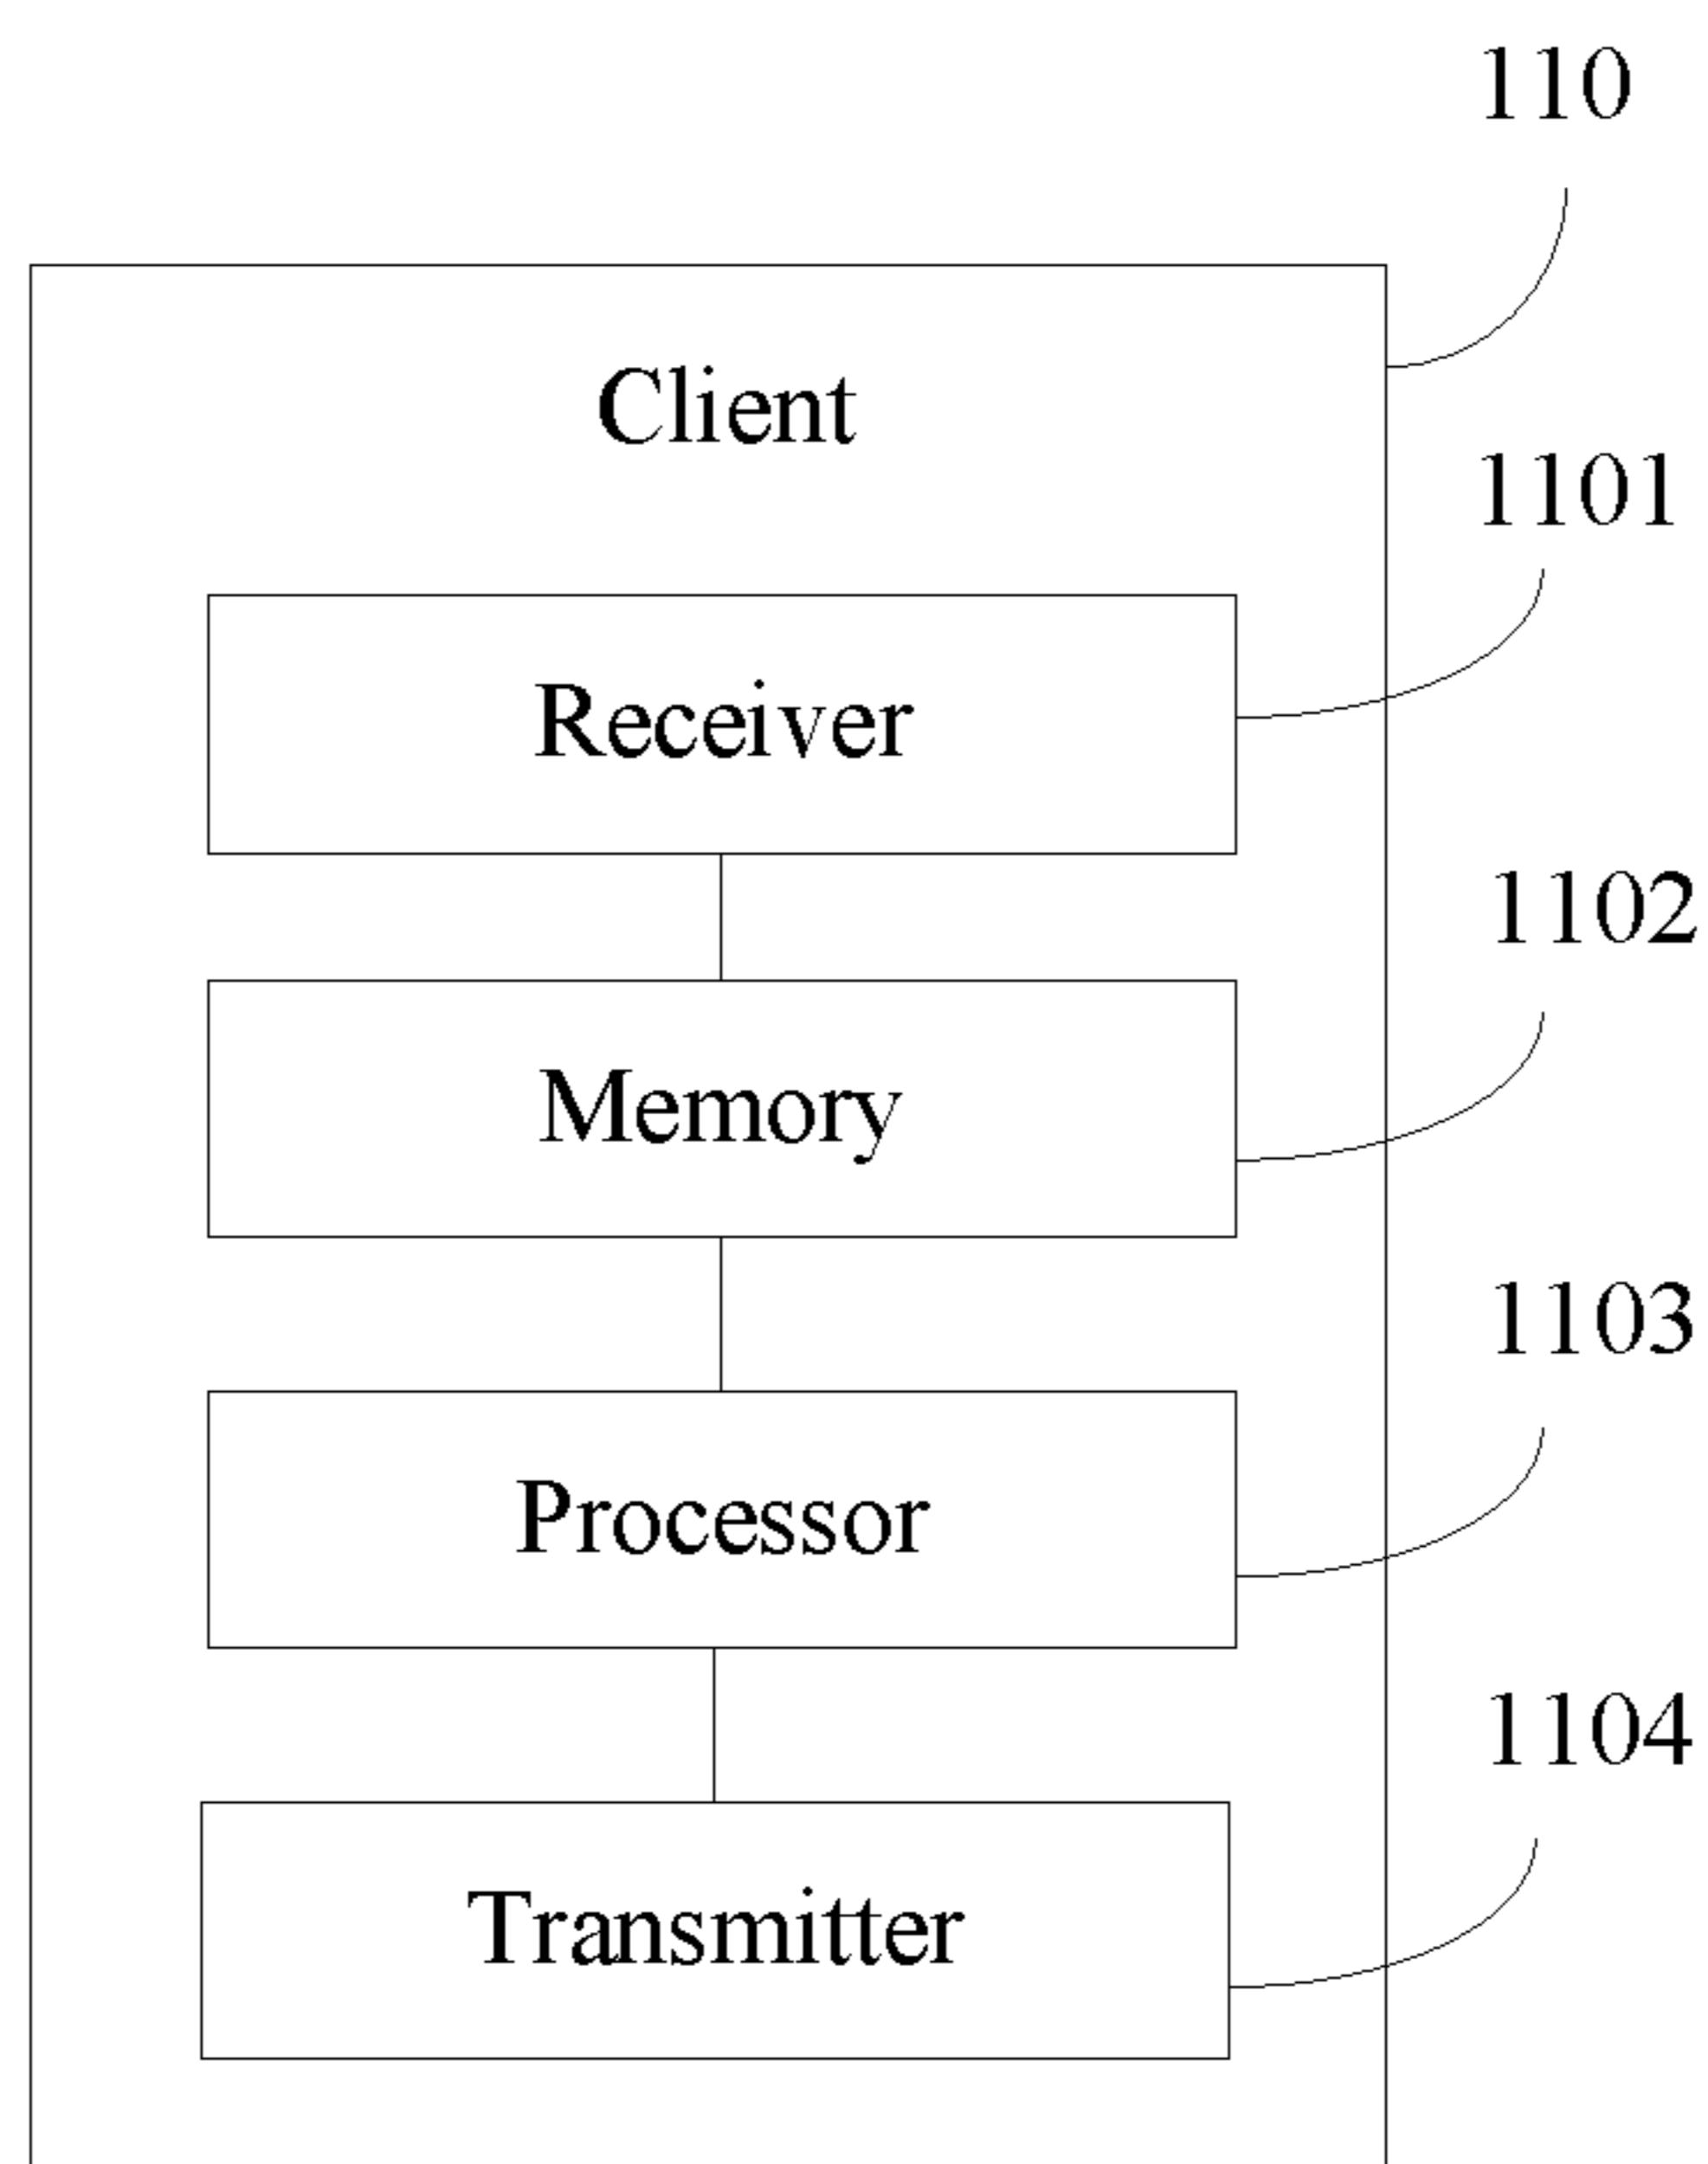 110
Client
1101
Receiver
1102
Memory
1103
Processor
1104
Transmitter